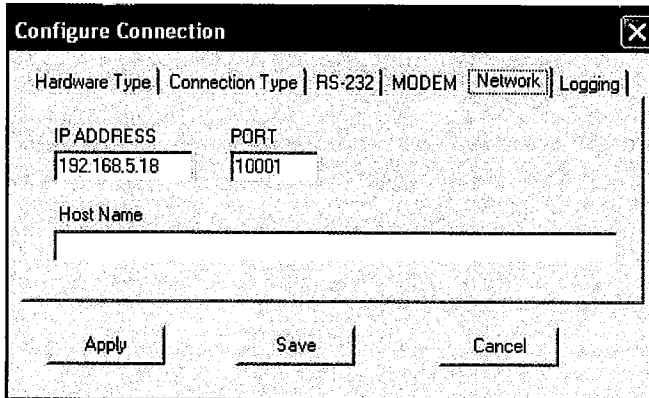 Configure Connection
Hardware Type Connection Type RS-232 MODEM Network Logging
IP ADDRESS PORT
192.168.5.18 10001
Host Name
Apply Save Cancel